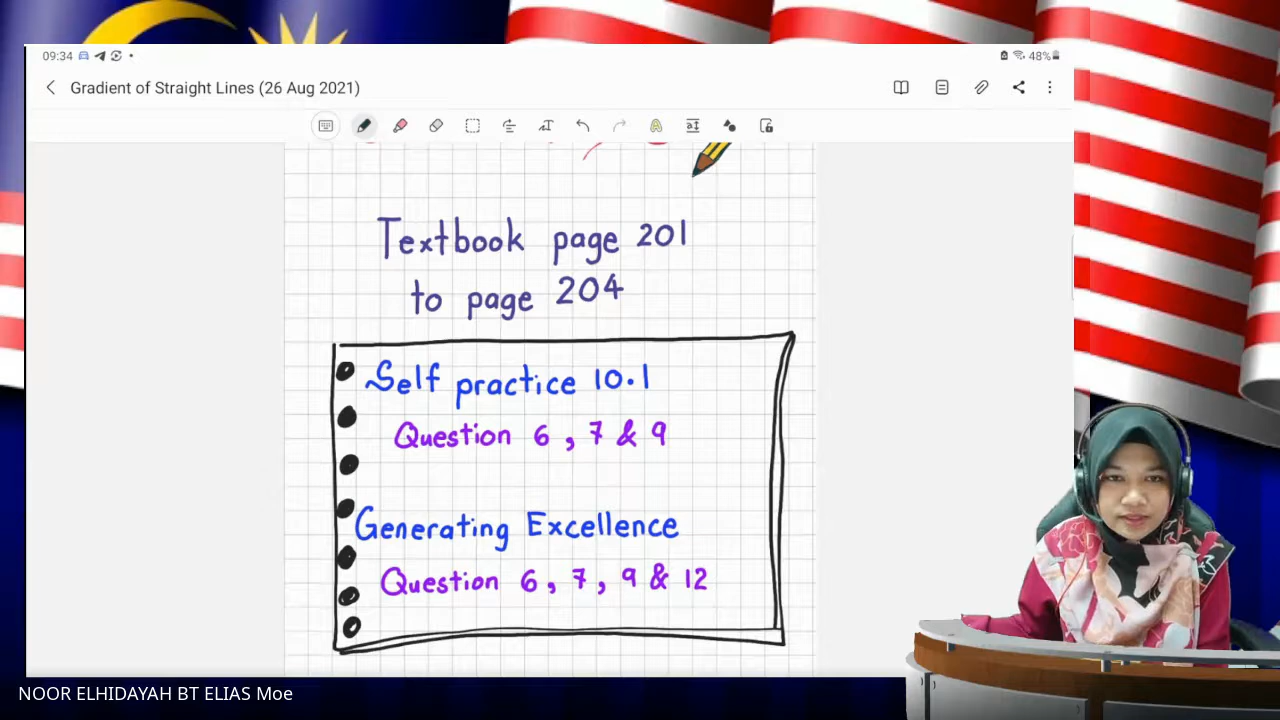 09:34
48%
Gradient of Straight Lines (26 Aug 2021)
Textbook page 201
to page 204
Self practice 10.1
Question 6, 7 & 9
Generating Excellence
Question 6, 7, 9 & 12
NOOR ELHIDAYAH BT ELIAS Moe